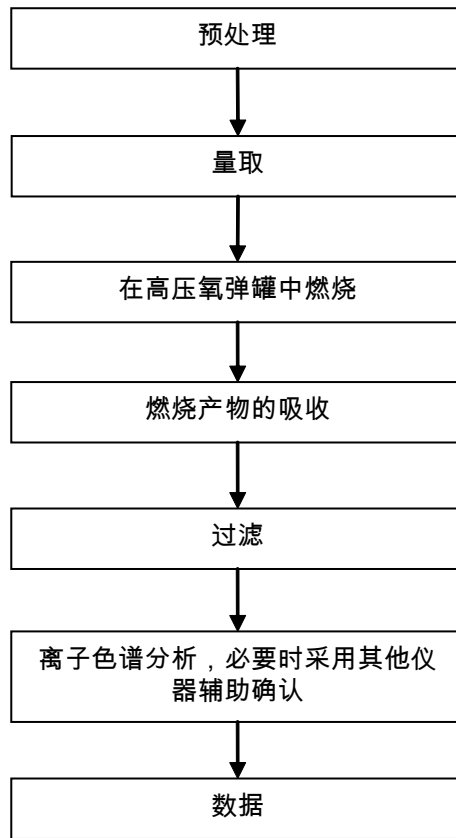 预处理
量取
在高压氧弹罐中燃烧
燃烧产物的吸收
过滤
离子色谱分析，必要时采用其他仪
器辅助确认
数据